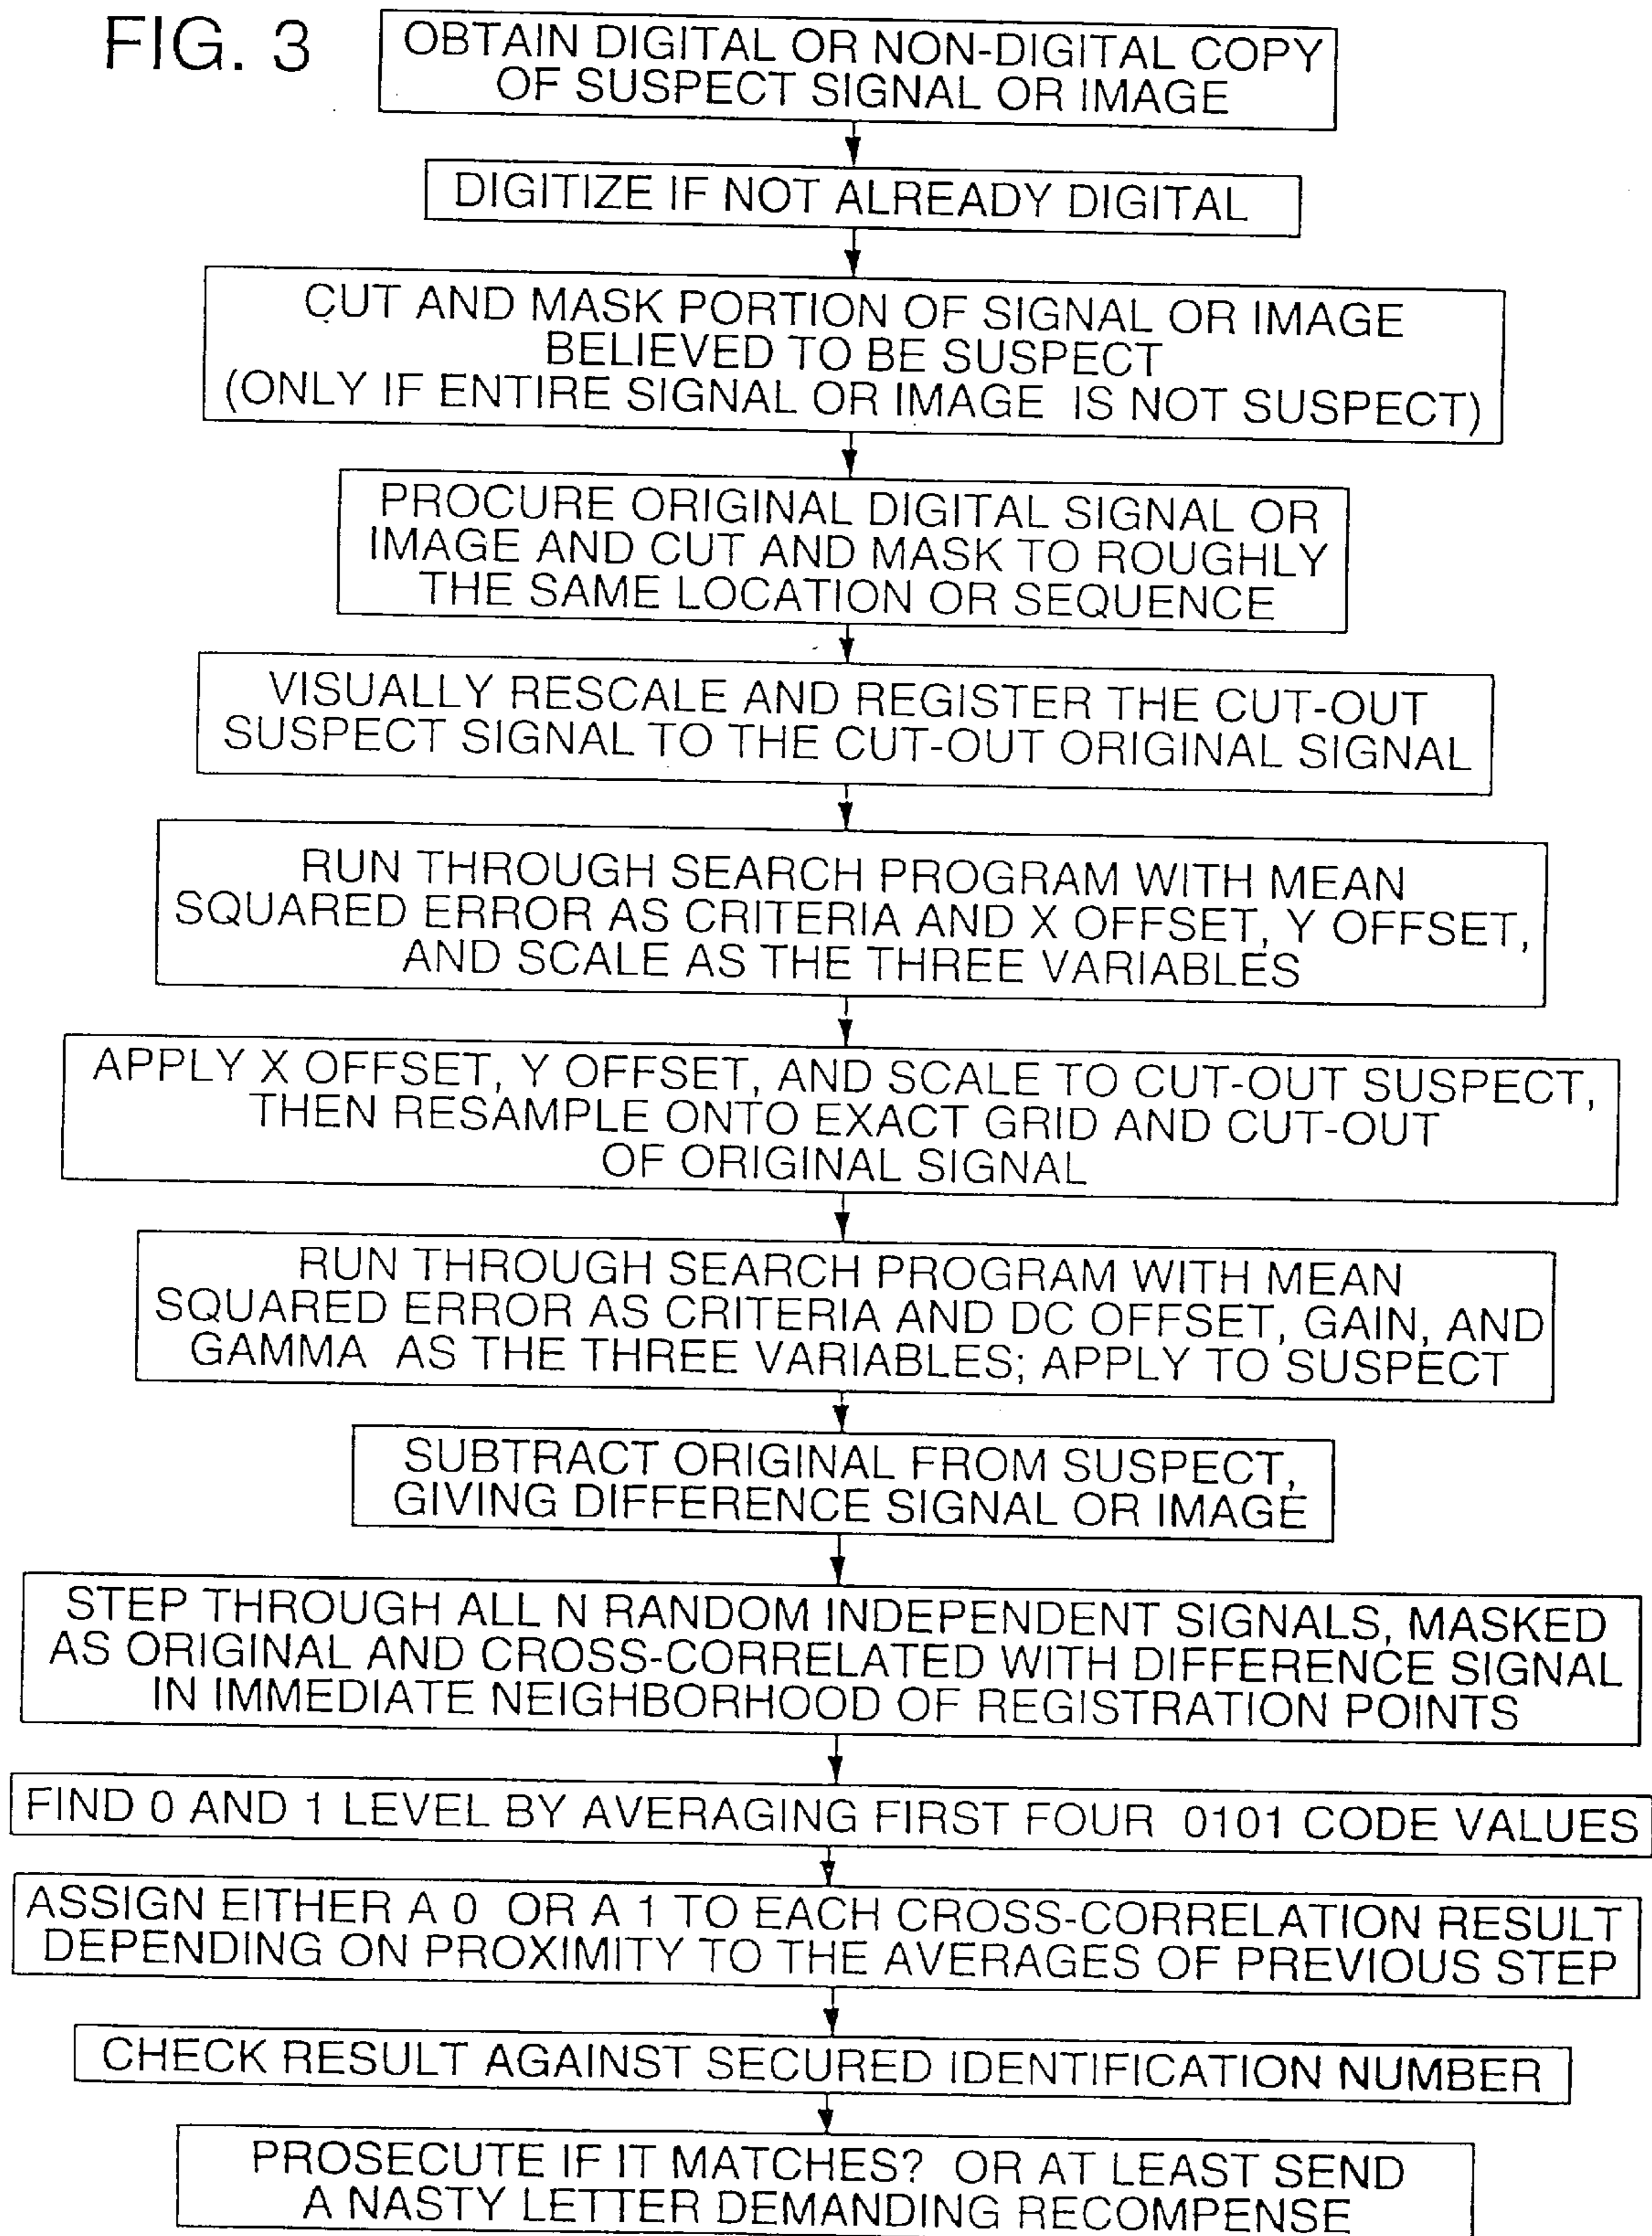 FIG. 3
OBTAIN DIGITAL OR NON-DIGITAL COPY
OF SUSPECT SIGNAL OR IMAGE
DIGITIZE IF NOT ALREADY DIGITAL
CUT AND MASK PORTION OF SIGNAL OR IMAGE
BELIEVED TO BE SUSPECT
(ONLY IF ENTIRE SIGNAL OR IMAGE IS NOT SUSPECT)
PROCURE ORIGINAL DIGITAL SIGNAL OR
IMAGE AND CUT AND MASK TO ROUGHLY
THE SAME LOCATION OR SEQUENCE
VISUALLY RESCALE AND REGISTER THE CUT-OUT
SUSPECT SIGNAL TO THE CUT-OUT ORIGINAL SIGNAL
RUN THROUGH SEARCH PROGRAM WITH MEAN
SQUARED ERROR AS CRITERIA AND X OFFSET, Y OFFSET,
AND SCALE AS THE THREE VARIABLES
APPLY X OFFSET, Y OFFSET, AND SCALE TO CUT-OUT SUSPECT,
THEN RESAMPLE ONTO EXACT GRID AND CUT-OUT
OF ORIGINAL SIGNAL
RUN THROUGH SEARCH PROGRAM WITH MEAN
SQUARED ERROR AS CRITERIA AND DC OFFSET, GAIN, AND
GAMMA AS THE THREE VARIABLES; APPLY TO SUSPECT
SUBTRACT ORIGINAL FROM SUSPECT,
GIVING DIFFERENCE SIGNAL OR IMAGE
STEP THROUGH ALL N RANDOM INDEPENDENT SIGNALS, MASKED
AS ORIGINAL AND CROSS-CORRELATED WITH DIFFERENCE SIGNAL
IN IMMEDIATE NEIGHBORHOOD OF REGISTRATION POINTS
FIND 0 AND 1 LEVEL BY AVERAGING FIRST FOUR 0101 CODE VALUES
ASSIGN EITHER A 0 OR A 1 TO EACH CROSS-CORRELATION RESULT
DEPENDING ON PROXIMITY TO THE AVERAGES OF PREVIOUS STEP
CHECK RESULT AGAINST SECURED IDENTIFICATION NUMBER
PROSECUTE IF IT MATCHES? OR AT LEAST SEND
A NASTY LETTER DEMANDING RECOMPENSE